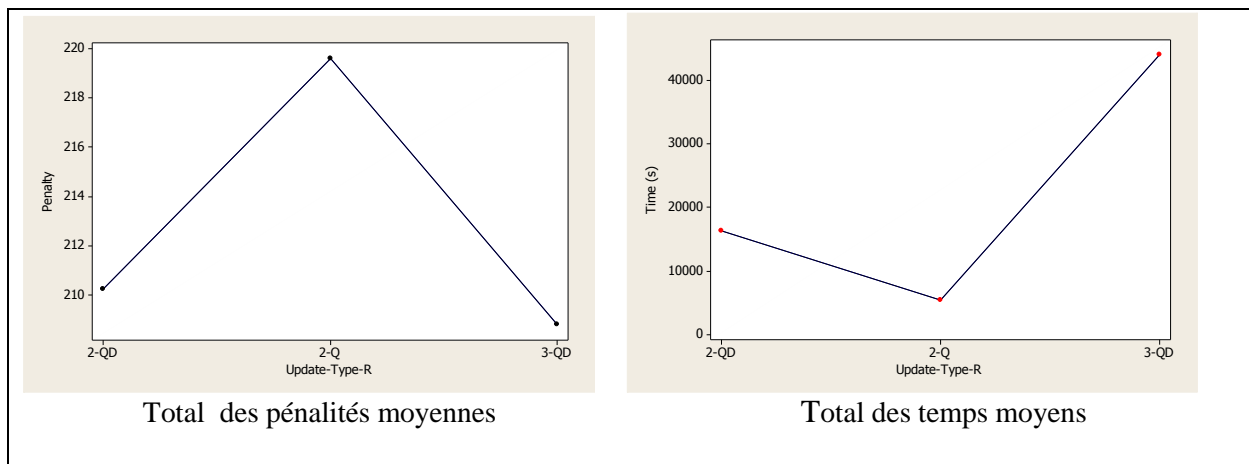 220
218
216
214
212
210
Penalty
2-QD 2-Q 3-QD
Update-Type-R
Total des pénalités moyennes
40000
30000
20000
10000
0
Time (s)
2-QD 2-Q 3-QD
Update-Type-R
Total des temps moyens